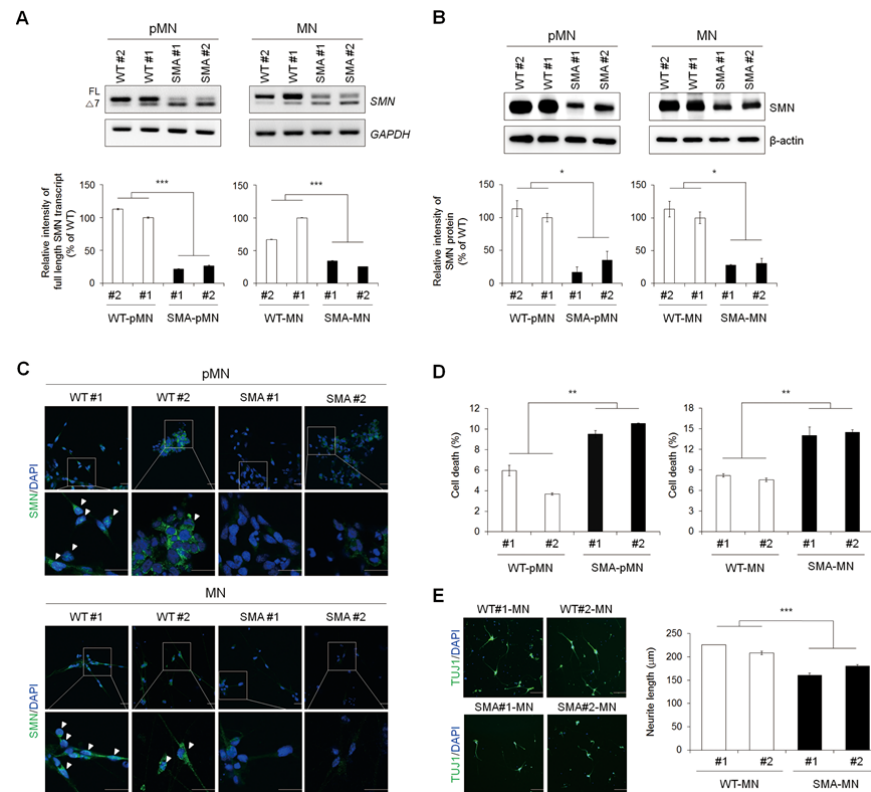 A
pMN
MN
WT #2
WT #1
SMA #1
SMA #2
WT #2
WT #1
SMA #1
SMA #2
FL
△7
SMN
GAPDH
Relative intensity of
full length SMN transcript
(% of WT)
150
100
50
0
***
#2
#1
#1
#2
WT-pMN
SMA-pMN
150
100
50
0
***
#2
#1
#1
#2
WT-MN
SMA-MN
B
pMN
MN
WT #2
WT #1
SMA #1
SMA #2
WT #2
WT #1
SMA #1
SMA #2
SMN
β-actin
Relative intensity of
SMN protein
(% of WT)
150
100
50
0
*
#2
#1
#1
#2
WT-pMN
SMA-pMN
150
100
50
0
*
#2
#1
#1
#2
WT-MN
SMA-MN
C
pMN
WT #1
WT #2
SMA #1
SMA #2
SMN/DAPI
MN
WT #1
WT #2
SMA #1
SMA #2
SMN/DAPI
D
Cell death (%)
12
10
8
6
4
2
0
**
#1
#2
#1
#2
WT-pMN
SMA-pMN
Cell death (%)
18
15
12
9
6
3
0
**
#1
#2
#1
#2
WT-MN
SMA-MN
E
WT#1-MN
WT#2-MN
TUJ1/DAPI
SMA#1-MN
SMA#2-MN
TUJ1/DAPI
Neurite length (μm)
250
200
150
100
50
0
***
#1
#2
#1
#2
WT-MN
SMA-MN